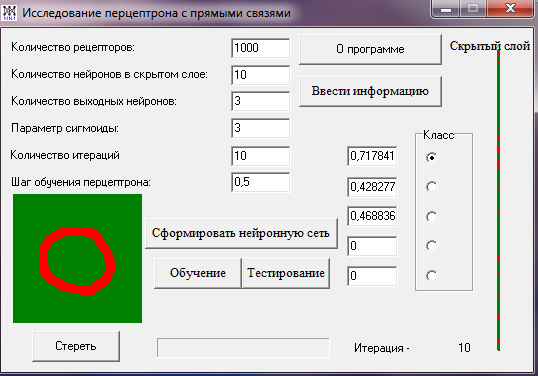 Исследование перцептрона с прямыми связями
Количество рецепторов: 1000
О программе
Скрытый слой
Количество нейронов в скрытом слое: 10
Ввести информацию
Количество выходных нейронов: 3
Параметр сигмоиды: 3
Класс
Количество итераций 10
0,717841
Шаг обучения перцептрона: 0,5
0,428277
0,468836
Сформировать нейронную сеть
0
Обучение
Тестирование
0
Стереть
Итерация - 10